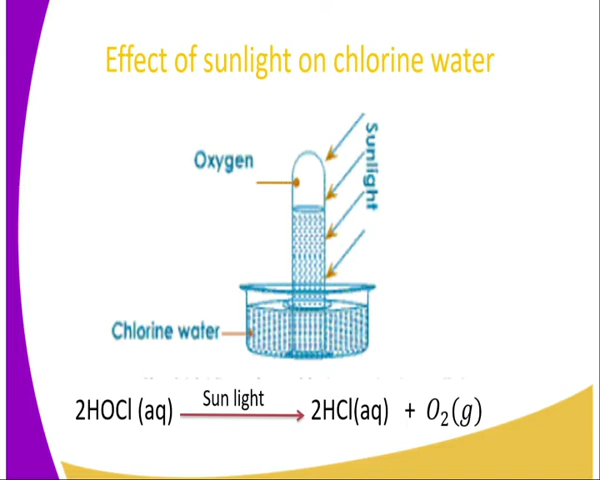 Effect of sunlight on chlorine water
Oxygen
Sunlight
Chlorine water
Sun light
2HOCl (aq) ⟶ 2HCl(aq) + O₂(g)